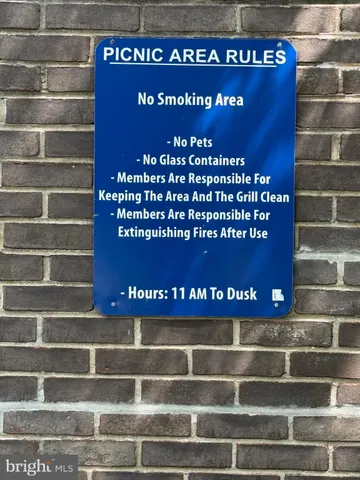 PICNIC AREA RULES
No Smoking Area
- No Pets
- No Glass Containers
- Members Are Responsible For
Keeping The Area And The Grill Clean
- Members Are Responsible For
Extinguishing Fires After Use
- Hours: 11 AM To Dusk
bright MLS